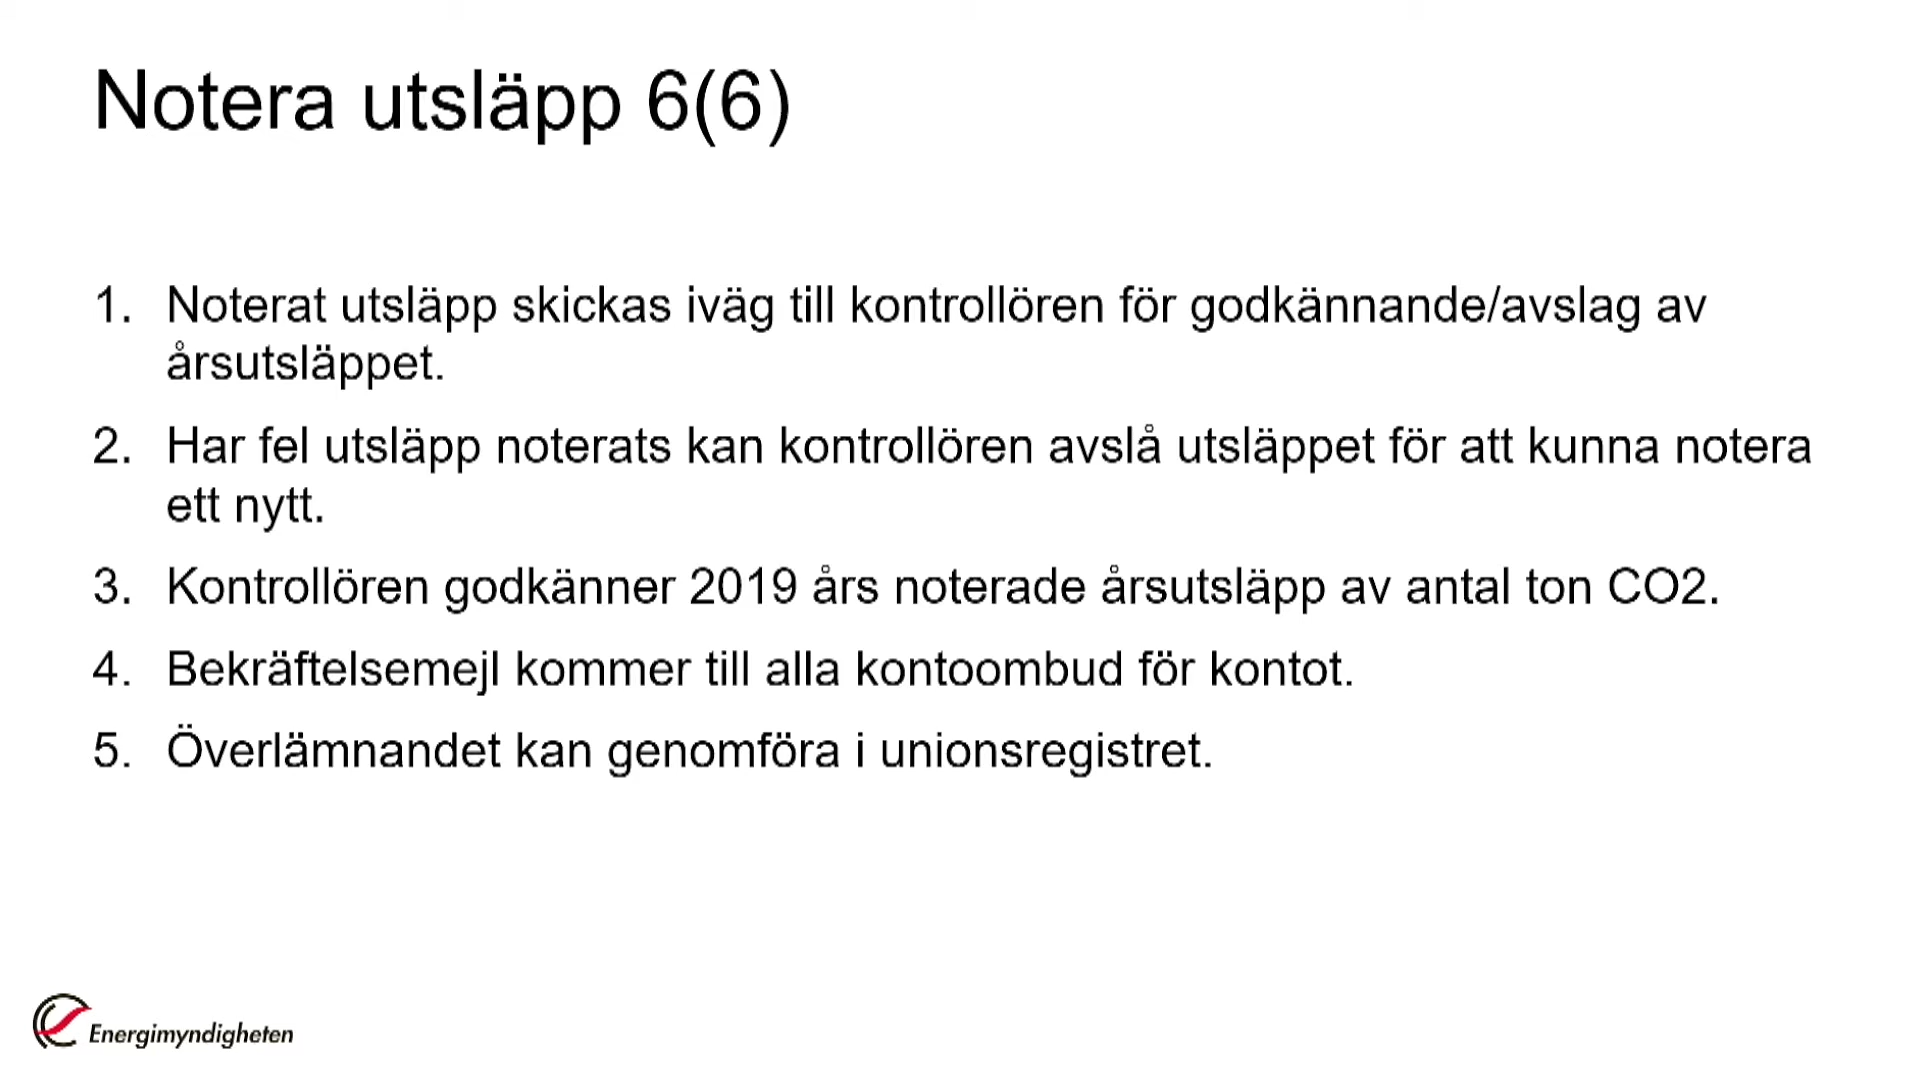 Notera utsläpp 6(6)
1. Noterat utsläpp skickas iväg till kontrollören för godkännande/avslag av
årsutsläppet.
2. Har fel utsläpp noterats kan kontrollören avslå utsläppet för att kunna notera
ett nytt.
3. Kontrollören godkänner 2019 års noterade årsutsläpp av antal ton CO2.
4. Bekräftelsemejl kommer till alla kontoombud för kontot.
5. Överlämnandet kan genomföra i unionsregistret.
Energimyndigheten